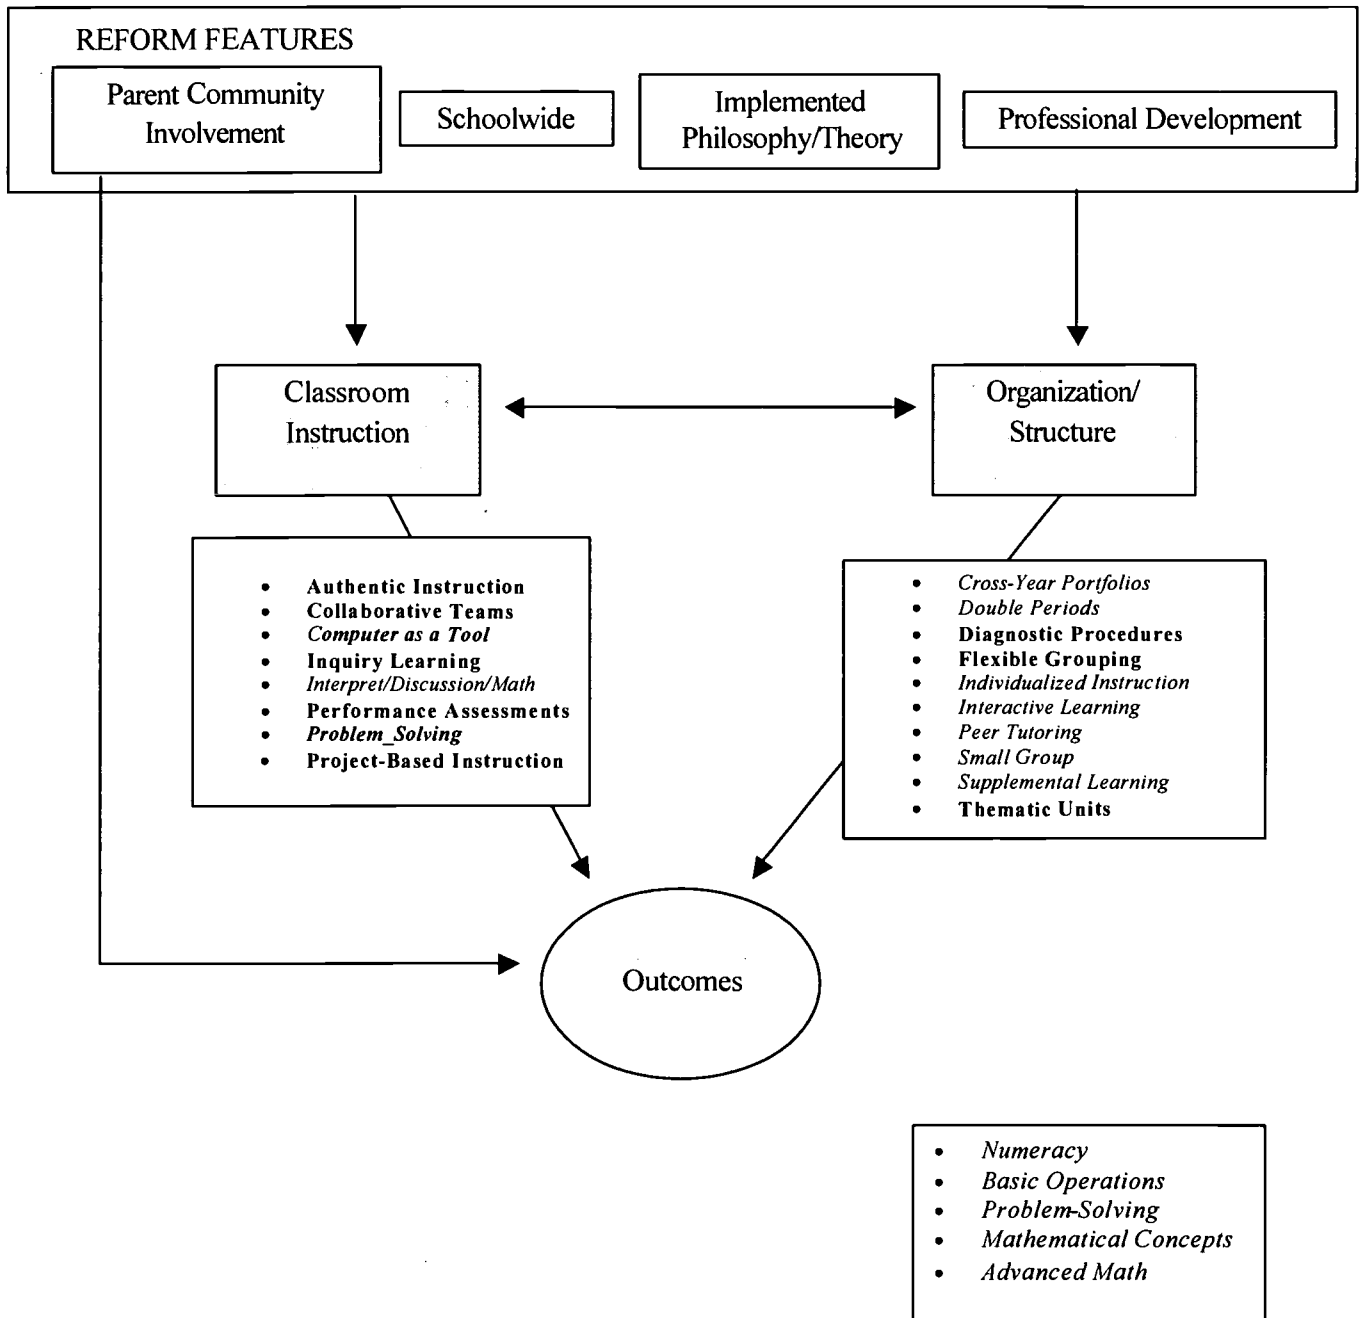 REFORM FEATURES
Parent Community
Involvement
Schoolwide
Implemented
Philosophy/Theory
Professional Development
Classroom
Instruction
Organization/
Structure
• Authentic Instruction
• Collaborative Teams
• Computer as a Tool
• Inquiry Learning
• Interpret/Discussion/Math
• Performance Assessments
• Problem_Solving
• Project-Based Instruction
• Cross-Year Portfolios
• Double Periods
• Diagnostic Procedures
• Flexible Grouping
• Individualized Instruction
• Interactive Learning
• Peer Tutoring
• Small Group
• Supplemental Learning
• Thematic Units
Outcomes
• Numeracy
• Basic Operations
• Problem-Solving
• Mathematical Concepts
• Advanced Math